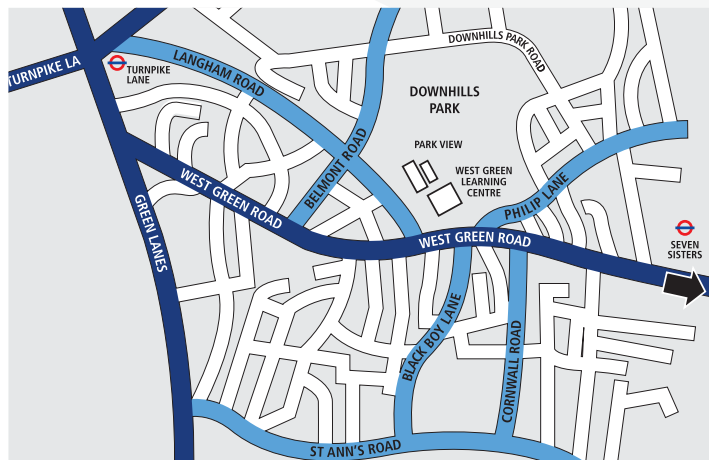 DOWNHILLS PARK ROAD
LANGHAM ROAD
TURNPIKE LA
TURNPIKE
LANE
DOWNHILLS
PARK
PARK VIEW
WEST GREEN
LEARNING
CENTRE
BELMONT ROAD
WEST GREEN ROAD
PHILIP LANE
GREEN LANES
WEST GREEN ROAD
SEVEN
SISTERS
BLACK BOY LANE
CORNWALL ROAD
ST ANN'S ROAD